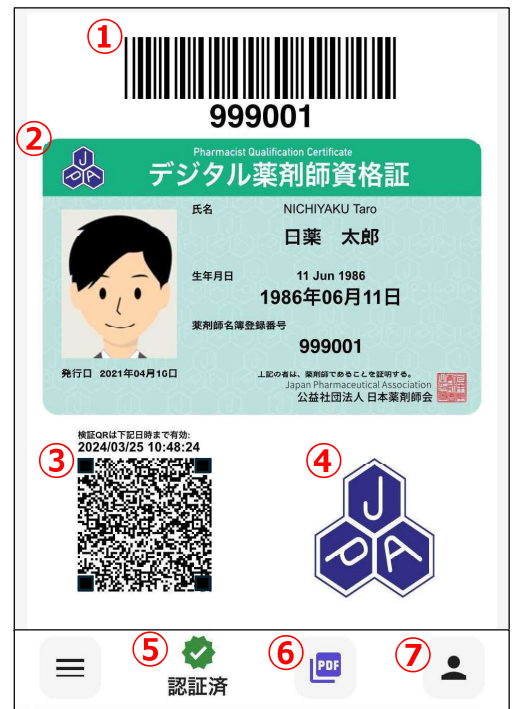 ①
999001
②
JPA
Pharmacist Qualification Certificate
デジタル薬剤師資格証
氏名 NICHIYAKU Taro
日薬 太郎
生年月日 11 Jun 1986
1986年06月11日
薬剤師名簿登録番号
999001
発行日 2021年04月16日
上記の者は、薬剤師であることを証明する。
Japan Pharmaceutical Association
公益社団法人 日本薬剤師会
検証QRは下記日時まで有効:
2024/03/25 10:48:24
③
④
JPA
⑤
⑥
PDF
⑦
認証済